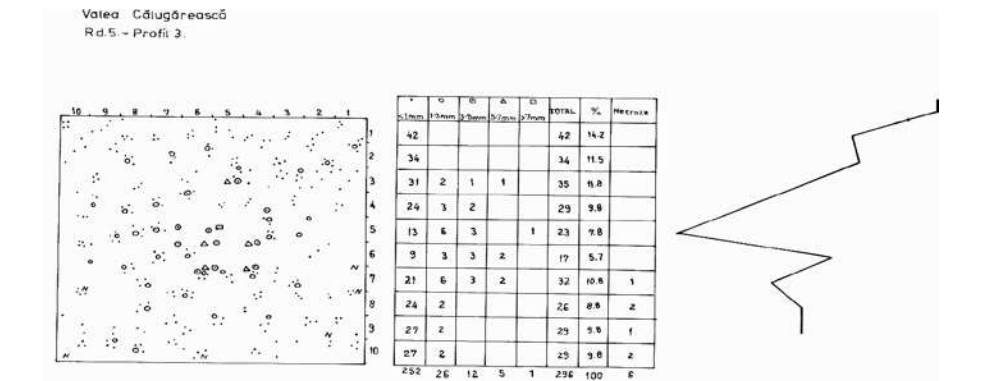 Valea Călugărească
Rd.5.-Profil 3.
10 9 8 7 6 5 4 3 2 1
1
2
3
4
5
6
7
8
9
10
N
N
N
N
N
N
≤1mm 1-3mm 3-5mm 5-7mm >7mm TOTAL % Necroze
42 42 14.2
34 34 11.5
31 2 1 1 35 11.8
24 3 2 29 9.8
13 6 3 1 23 7.8
9 3 3 2 17 5.7
21 6 3 2 32 10.8 1
24 2 26 8.8 2
27 2 29 9.8 1
27 2 29 9.8 2
252 26 12 5 1 296 100 6